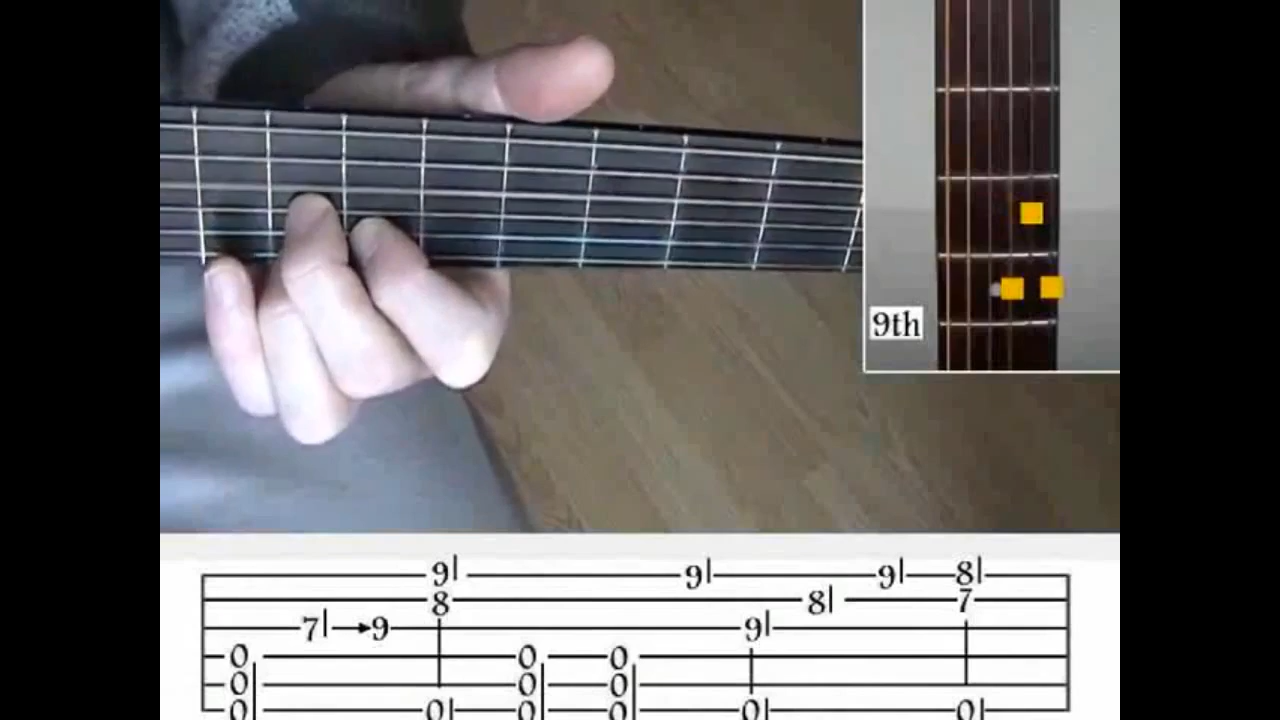 9th
9 9 9 8
8 8 7
7 9 9
0 0 0
0 0 0
0 0 0 0 0 0